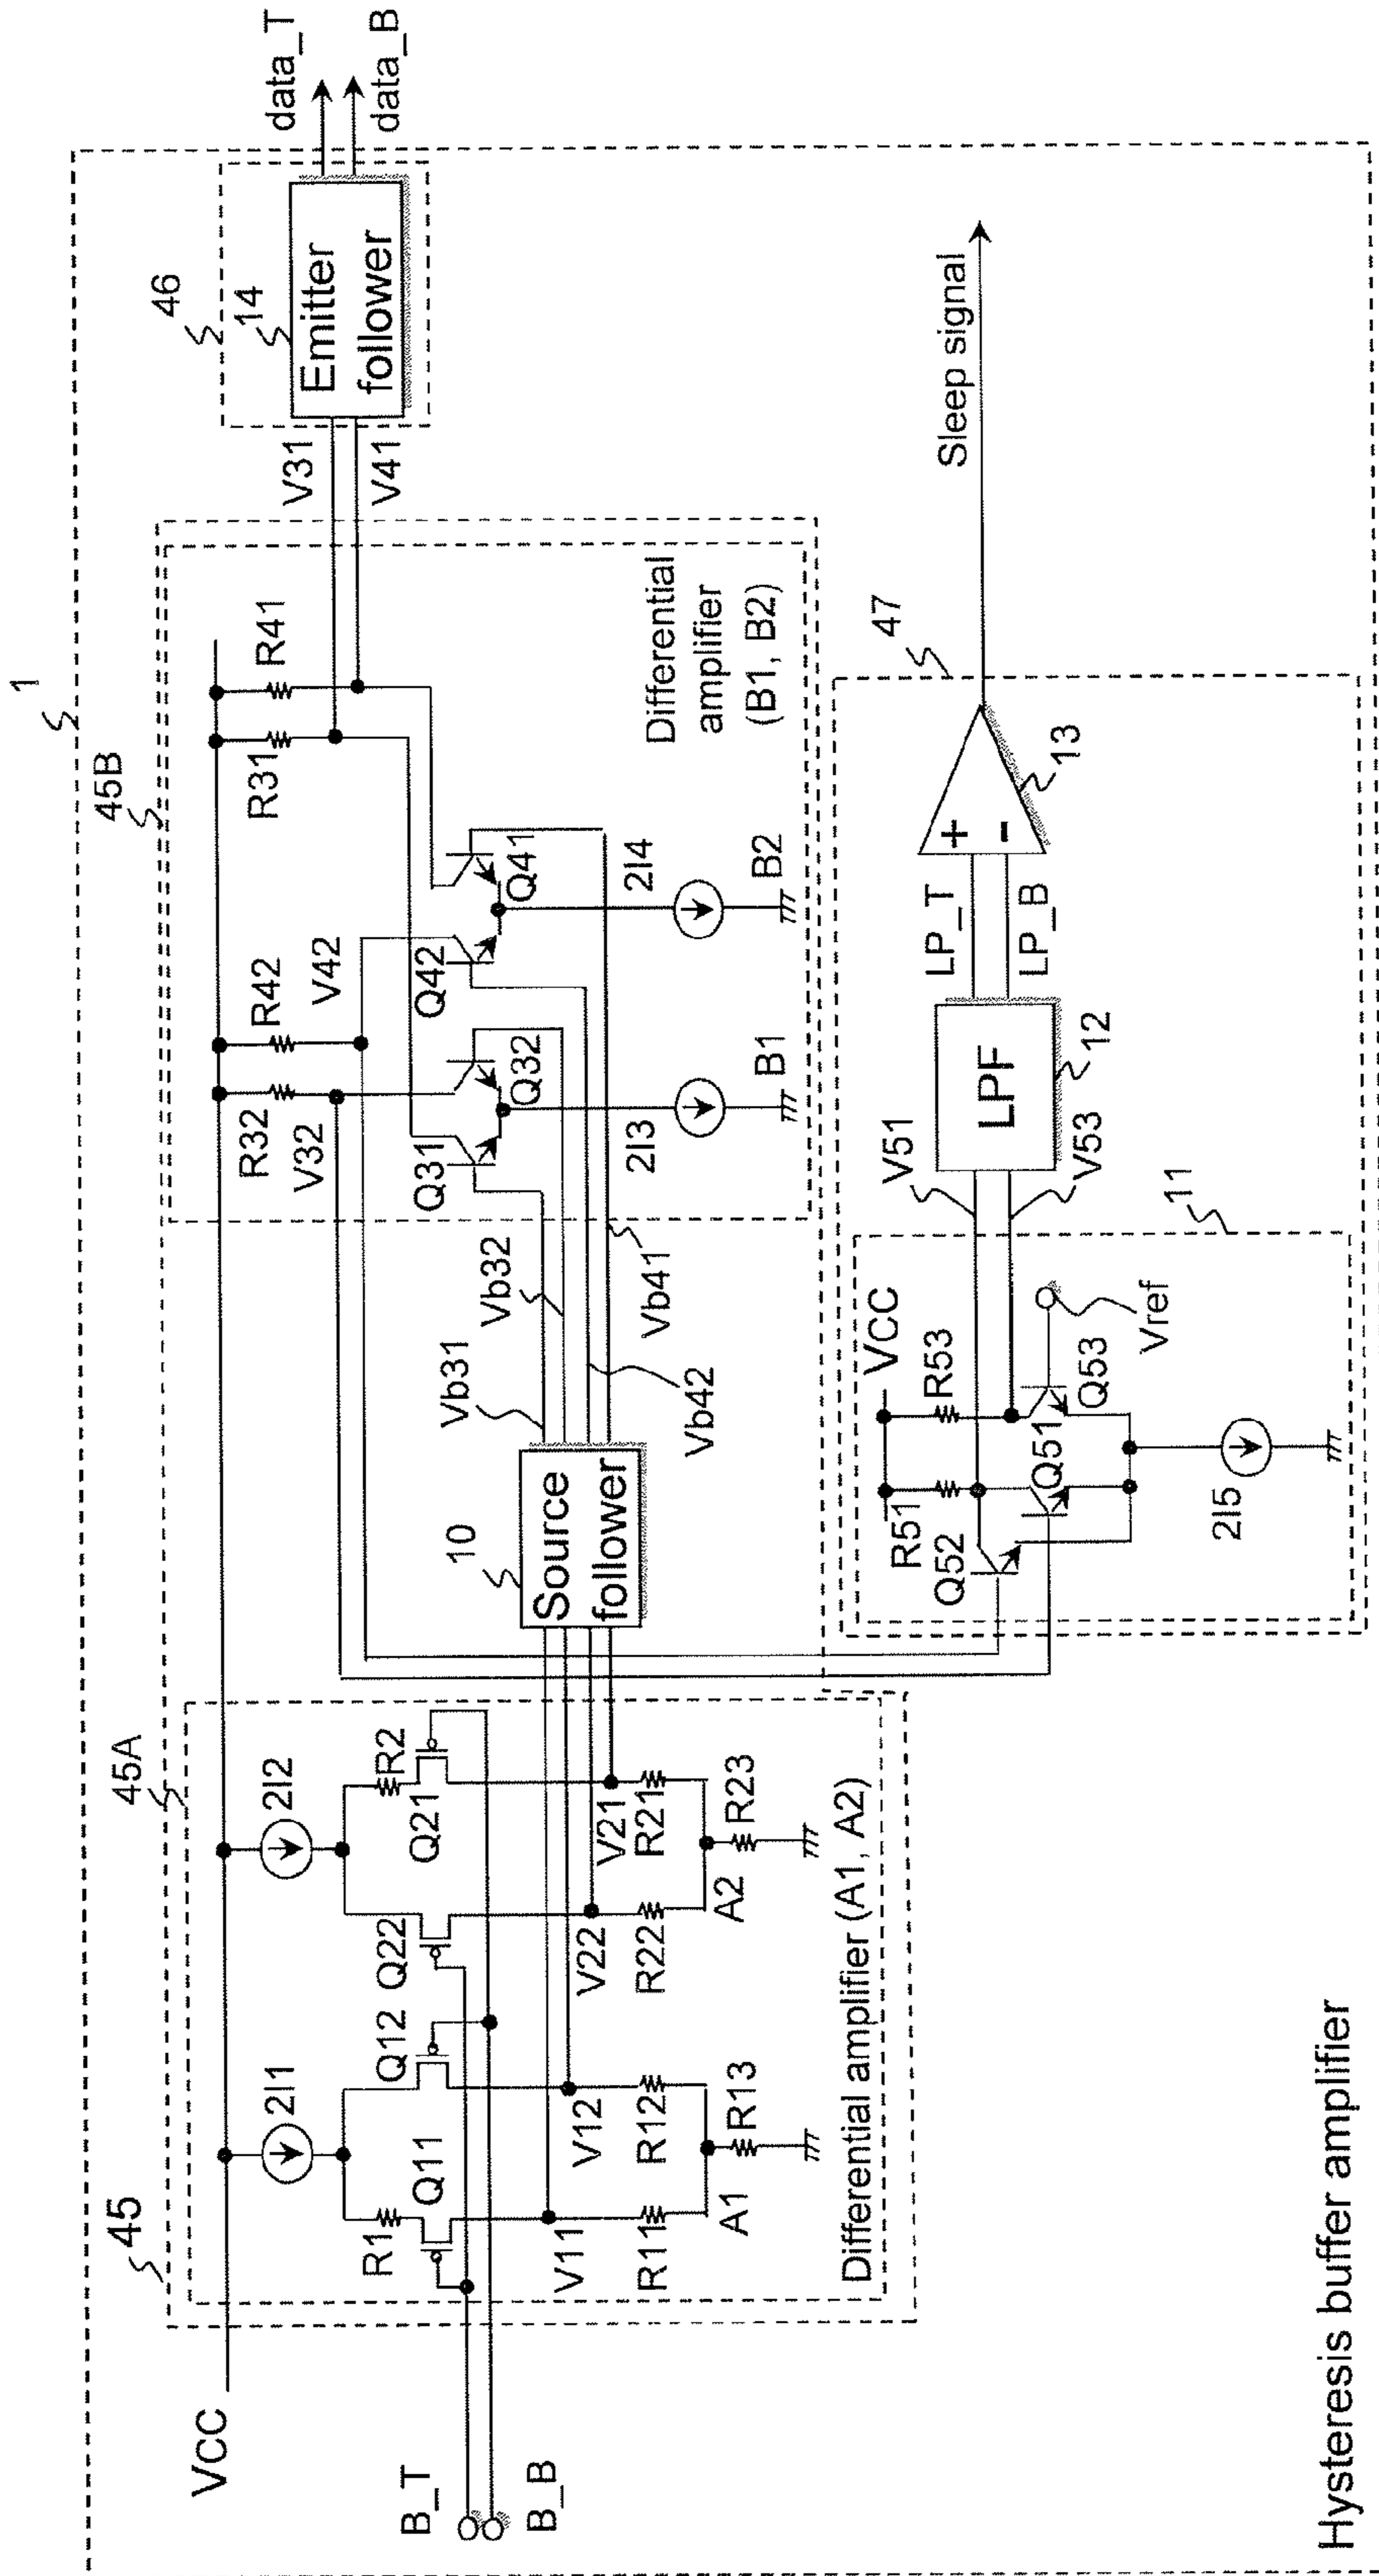 1
45
45A
45B
46
14
Emitter
follower
data_T
data_B
VCC
2I1
2I2
R1
Q11
Q12
Q22
Q21
R2
V11
V12
V22
V21
R11
R12
R22
R21
A1
R13
A2
R23
Differential amplifier (A1, A2)
B_T
B_B
10
Source
follower
Vb31
Vb32
Vb42
Vb41
R32
R42
R31
R41
V32
V42
V31
V41
Q31
Q32
Q42
Q41
2I3
2I4
B1
B2
Differential
amplifier
(B1, B2)
VCC
R51
R53
Q52
Q51
Q53
Vref
2I5
11
V51
V53
LPF
12
LP_T
LP_B
+
-
13
47
Sleep signal
Hysteresis buffer amplifier